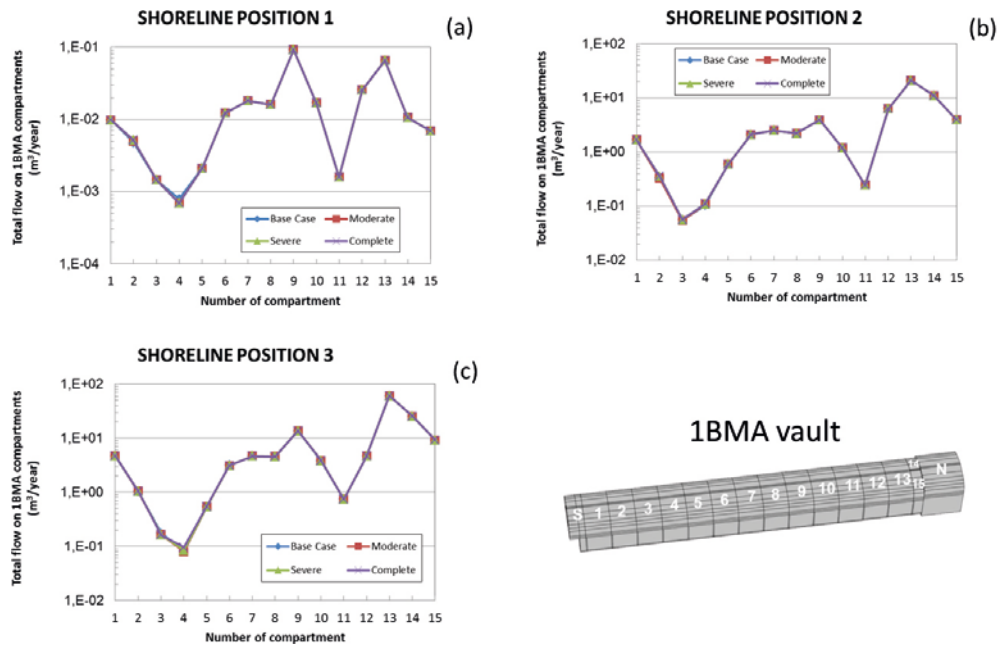 SHORELINE POSITION 1
(a)
Total flow on 1BMA compartments
(m³/year)
1,E-01
1,E-02
1,E-03
1,E-04
Base Case
Moderate
Severe
Complete
1 2 3 4 5 6 7 8 9 10 11 12 13 14 15
Number of compartment
SHORELINE POSITION 2
(b)
Total flow on 1BMA compartments
(m³/year)
1,E+02
1,E+01
1,E+00
1,E-01
1,E-02
Base Case
Moderate
Severe
Complete
1 2 3 4 5 6 7 8 9 10 11 12 13 14 15
Number of compartment
SHORELINE POSITION 3
(c)
Total flow on 1BMA compartments
(m³/year)
1,E+02
1,E+01
1,E+00
1,E-01
1,E-02
Base Case
Moderate
Severe
Complete
1 2 3 4 5 6 7 8 9 10 11 12 13 14 15
Number of compartment
1BMA vault
S 1 2 3 4 5 6 7 8 9 10 11 12 13 14 15 N